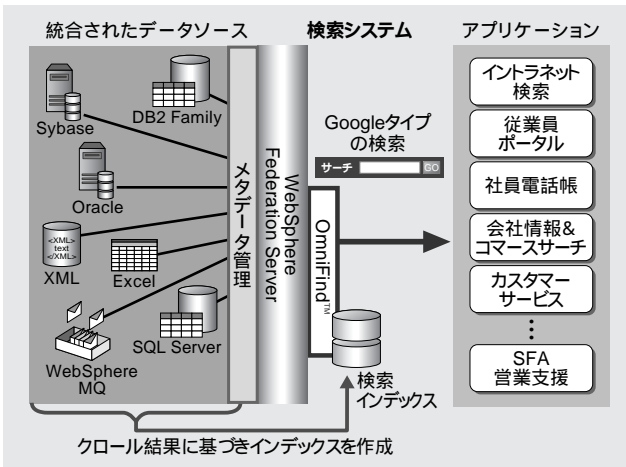 統合されたデータソース
検索システム
アプリケーション
Sybase
DB2 Family
Oracle
<XML>
text
</XML>
XML
Excel
WebSphere
MQ
SQL Server
メタデータ管理
WebSphere
Federation Server
OmniFind™
Googleタイプ
の検索
サーチ
GO
検索
インデックス
イントラネット
検索
従業員
ポータル
社員電話帳
会社情報&
コマースサーチ
カスタマー
サービス
⋮
SFA
営業支援
クロール結果に基づきインデックスを作成